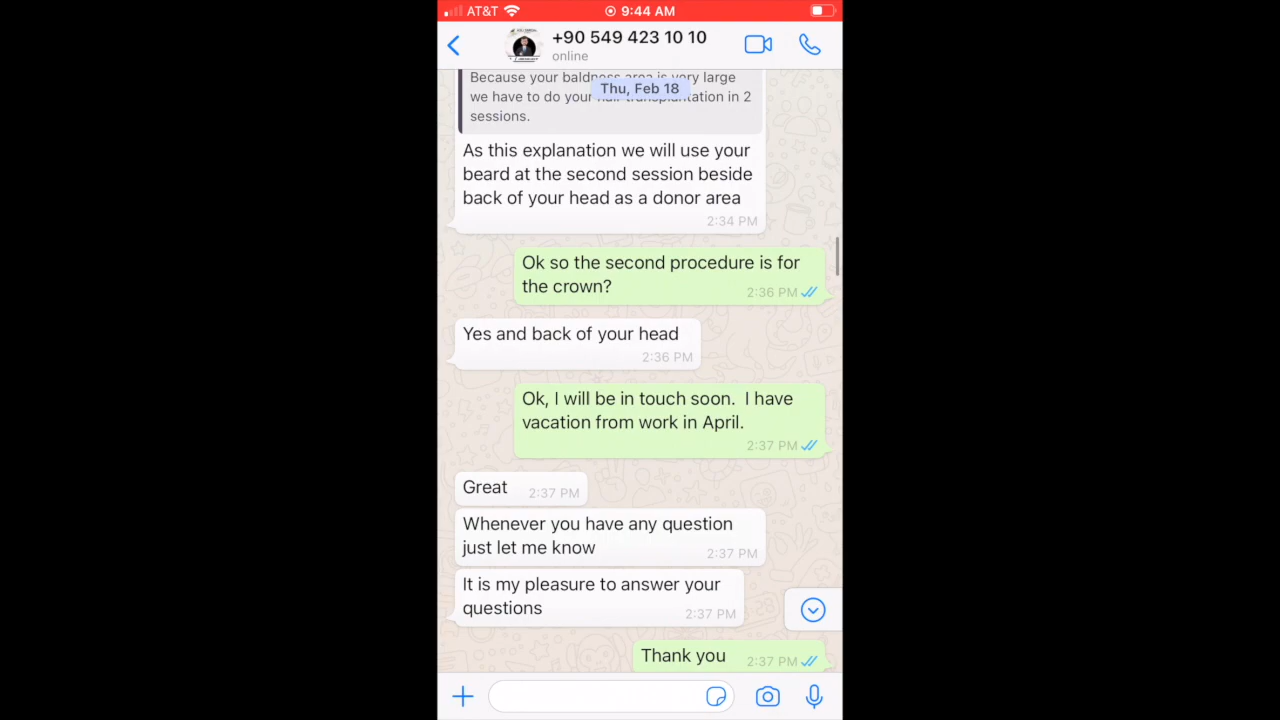 AT&T 9:44 AM
+90 549 423 10 10
online
Because your baldness area is very large
Thu, Feb 18
we have to do your hair transplantation in 2
sessions.
As this explanation we will use your
beard at the second session beside
back of your head as a donor area
2:34 PM
Ok so the second procedure is for
the crown?
2:36 PM
Yes and back of your head
2:36 PM
Ok, I will be in touch soon.  I have
vacation from work in April.
2:37 PM
Great 2:37 PM
Whenever you have any question
just let me know 2:37 PM
It is my pleasure to answer your
questions 2:37 PM
Thank you 2:37 PM